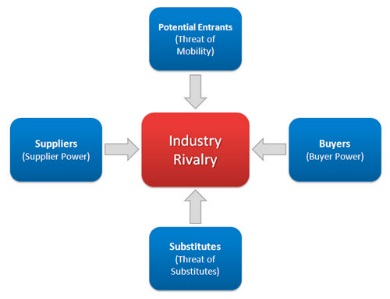 Potential Entrants
(Threat of
Mobility)
Suppliers
(Supplier Power)
Industry
Rivalry
Buyers
(Buyer Power)
Substitutes
(Threat of
Substitutes)